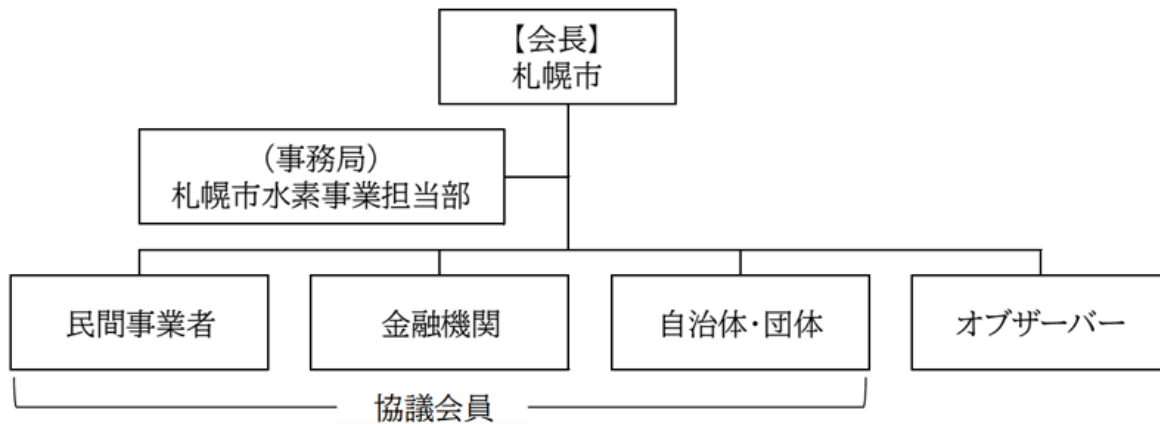 【会長】
札幌市
（事務局）
札幌市水素事業担当部
民間事業者
金融機関
自治体・団体
オブザーバー
協議会員